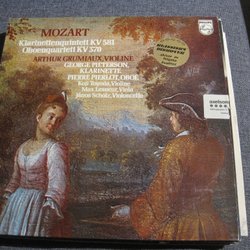 PHILIPS
MOZART
Klarinettenquintett KV 581
Oboenquartett KV 370
ARTHUR GRUMIAUX, VIOLINE
GEORGE PIETERSON,
KLARINETTE
PIERRE PIERLOT, OBOE
Koji Toyoda, Violine
Max Lesueur, Viola
János Scholz, Violoncello
axelson